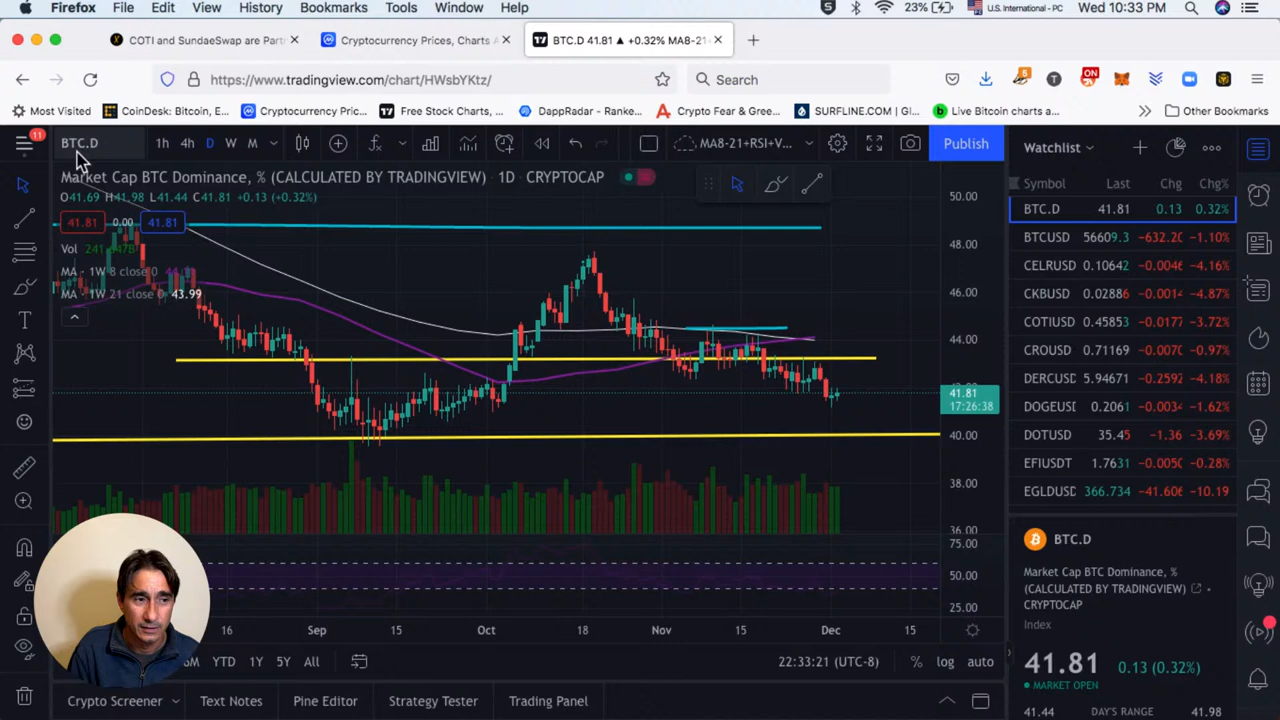 Firefox File Edit View History Bookmarks Tools Window Help 23% U.S. International - PC Wed 10:33 PM
COTI and SundaeSwap are Part Cryptocurrency Prices, Charts A BTC.D 41.81 ▲ +0.32% MA8-21+
https://www.tradingview.com/chart/HWsbYKtz/ Search
Most Visited CoinDesk: Bitcoin, E... Cryptocurrency Pric... Free Stock Charts, ... DappRadar - Ranke... Crypto Fear & Gree... SURFLINE.COM | Gl... Live Bitcoin charts a... Other Bookmarks
11 BTC.D 1h 4h D W M MA8-21+RSI+V... Publish
Market Cap BTC Dominance, % (CALCULATED BY TRADINGVIEW) · 1D · CRYPTOCAP
O41.69 H41.98 L41.44 C41.81 +0.13 (+0.32%)
41.81 0.00 41.81
Vol
MA · 1W 8 close 0
MA · 1W 21 close 0 43.99
50.00
48.00
46.00
44.00
41.81
17:26:38
40.00
38.00
36.00
75.00
50.00
25.00
16 Sep 15 Oct 18 Nov 15 Dec 15
YTD 1Y 5Y All 22:33:21 (UTC-8) % log auto
Crypto Screener Text Notes Pine Editor Strategy Tester Trading Panel
Watchlist
Symbol Last Chg Chg%
BTC.D 41.81 0.13 0.32%
BTCUSD 56609.3 -632.20 -1.10%
CELRUSD 0.10642 -0.0046 -4.16%
CKBUSD 0.02886 -0.0014 -4.87%
COTIUSD 0.45853 -0.0177 -3.72%
CROUSD 0.71169 -0.0070 -0.97%
DERCUSD 5.94671 -0.2592 -4.18%
DOGEUSD 0.2061 -0.0034 -1.62%
DOTUSD 35.45 -1.36 -3.69%
EFIUSDT 1.7631 -0.0050 -0.28%
EGLDUSD 366.734 -41.606 -10.19
BTC.D
Market Cap BTC Dominance, %
(CALCULATED BY TRADINGVIEW) ·
CRYPTOCAP
Index
41.81 0.13 (0.32%)
MARKET OPEN
41.44 DAY'S RANGE 41.98